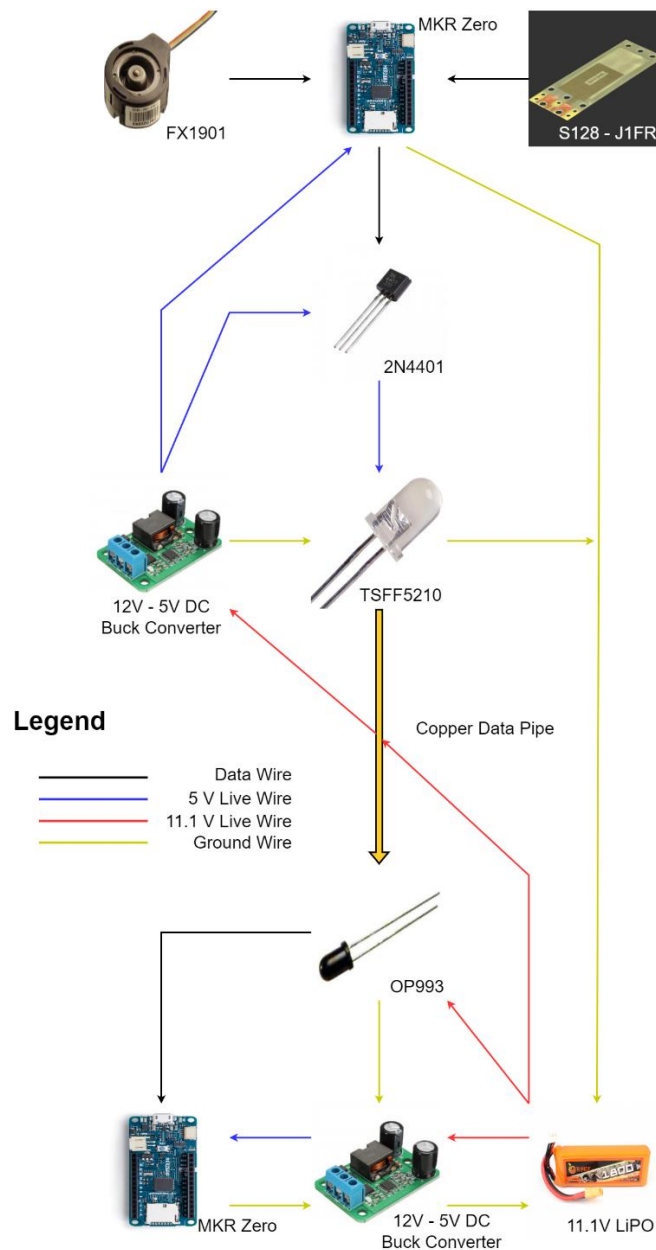 MKR Zero
FX1901
S128 - J1FR
2N4401
TSFF5210
12V - 5V DC
Buck Converter
Legend
Copper Data Pipe
Data Wire
5 V Live Wire
11.1 V Live Wire
Ground Wire
OP993
1800
MKR Zero
12V - 5V DC
Buck Converter
11.1V LiPO